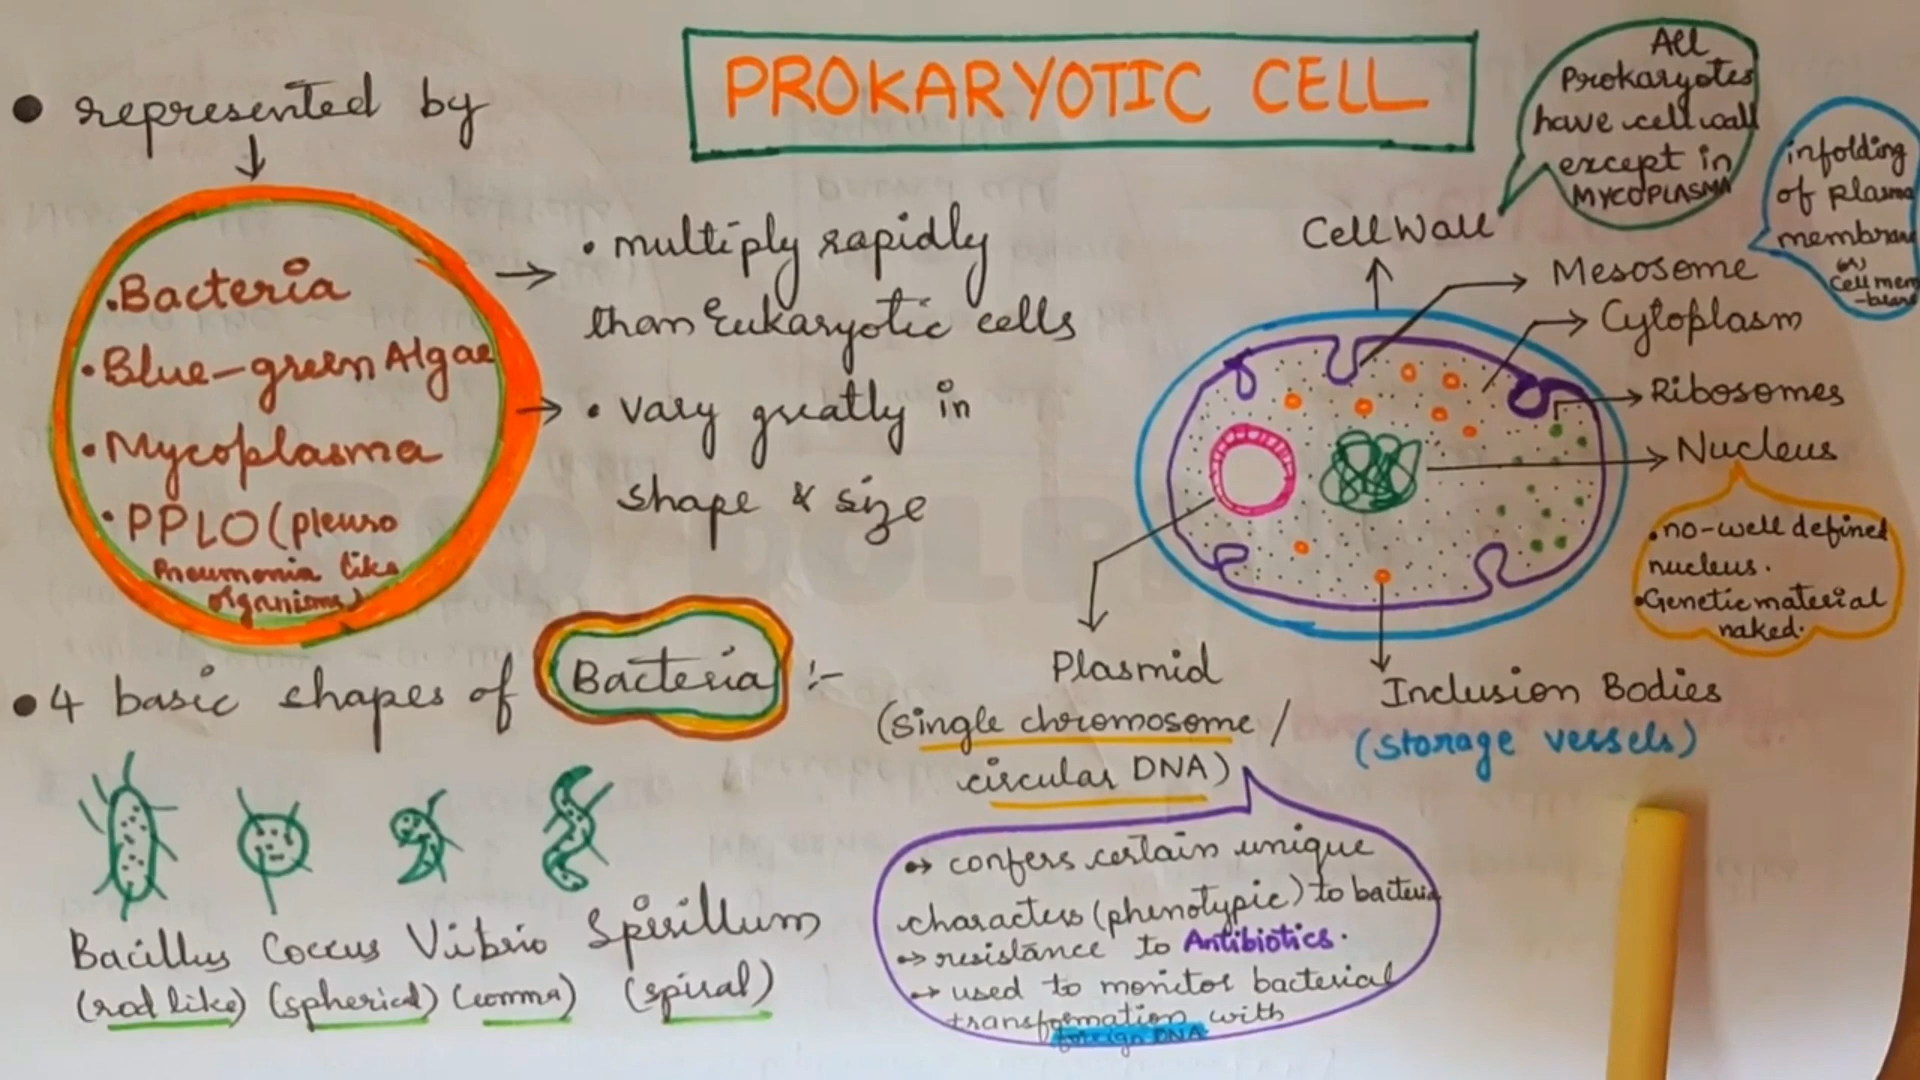 PROKARYOTIC CELL
• represented by
• Bacteria
• Blue-green Algae
• Mycoplasma
• PPLO (pleuro
Pneumonia like
organisms)
• multiply rapidly
than Eukaryotic cells
• vary greatly in
shape & size
• 4 basic shapes of Bacteria :-
Bacillus
(rod like)
Coccus
(spherical)
Vibrio
(comma)
Spirillum
(spiral)
All
Prokaryotes
have cell wall
except in
MYCOPLASMA
Cell Wall
infolding
of plasma
membrane
or
Cell mem
-brane
Mesosome
Cytoplasm
Ribosomes
Nucleus
• no-well defined
nucleus.
• Genetic material
naked.
Plasmid
(single chromosome /
circular DNA)
Inclusion Bodies
(storage vessels)
→ confers certain unique
characters (phenotypic) to bacteria
→ resistance to Antibiotics.
→ used to monitor bacterial
transformation with
foreign DNA